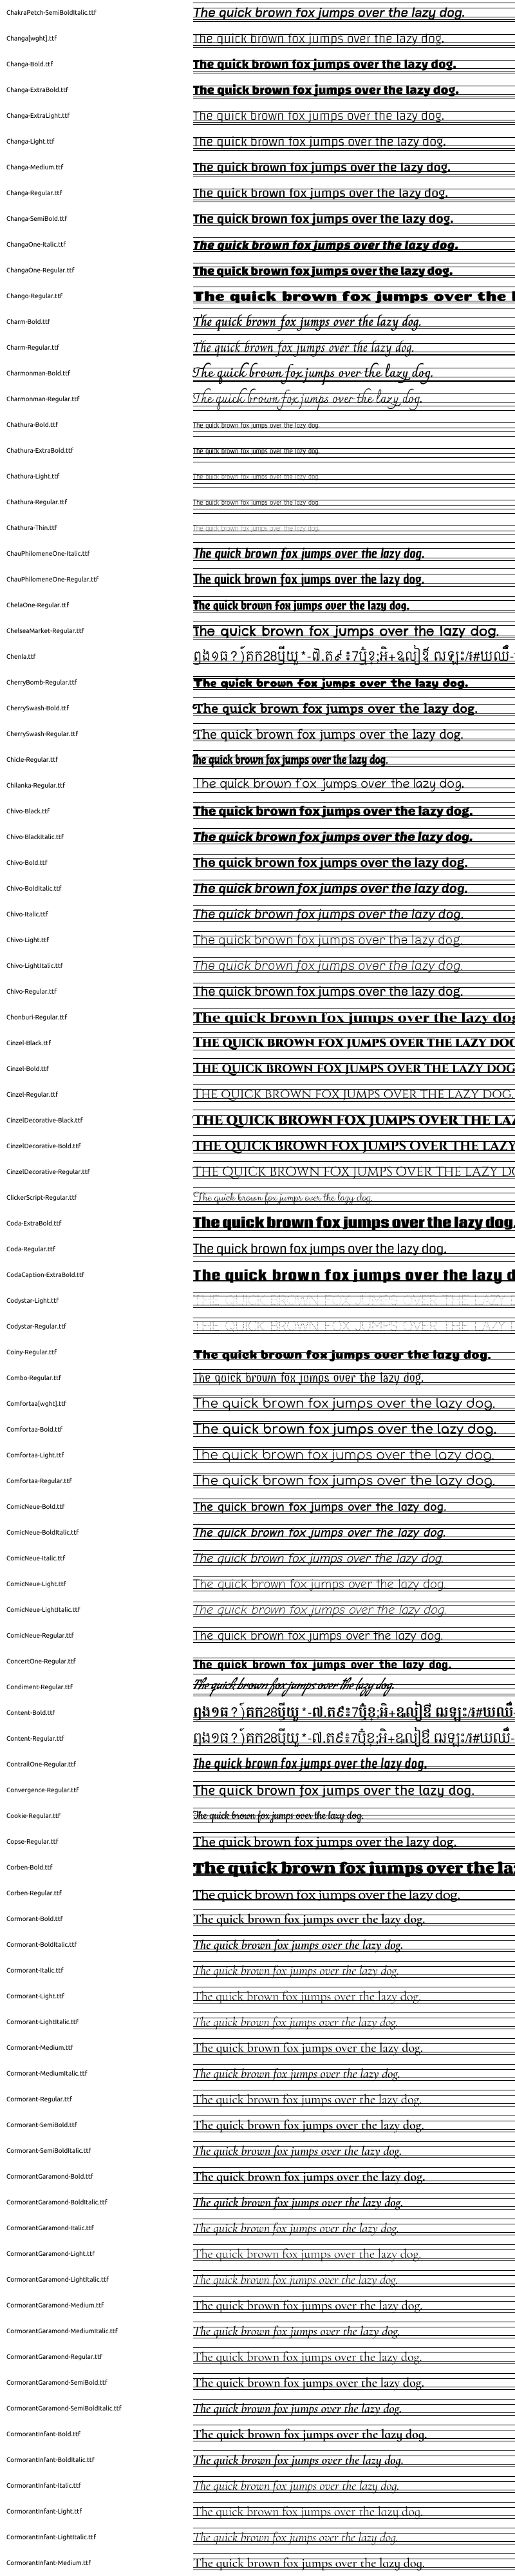 ChakraPetch-SemiBoldItalic.ttf The quick brown fox jumps over the lazy dog.
Changa[wght].ttf The quick brown fox jumps over the lazy dog.
Changa-Bold.ttf The quick brown fox jumps over the lazy dog.
Changa-ExtraBold.ttf The quick brown fox jumps over the lazy dog.
Changa-ExtraLight.ttf The quick brown fox jumps over the lazy dog.
Changa-Light.ttf The quick brown fox jumps over the lazy dog.
Changa-Medium.ttf The quick brown fox jumps over the lazy dog.
Changa-Regular.ttf The quick brown fox jumps over the lazy dog.
Changa-SemiBold.ttf The quick brown fox jumps over the lazy dog.
ChangaOne-Italic.ttf The quick brown fox jumps over the lazy dog.
ChangaOne-Regular.ttf The quick brown fox jumps over the lazy dog.
Chango-Regular.ttf The quick brown fox jumps over the
Charm-Bold.ttf The quick brown fox jumps over the lazy dog.
Charm-Regular.ttf The quick brown fox jumps over the lazy dog.
Charmonman-Bold.ttf The quick brown fox jumps over the lazy dog.
Charmonman-Regular.ttf The quick brown fox jumps over the lazy dog.
Chathura-Bold.ttf The quick brown fox jumps over the lazy dog.
Chathura-ExtraBold.ttf The quick brown fox jumps over the lazy dog.
Chathura-Light.ttf The quick brown fox jumps over the lazy dog.
Chathura-Regular.ttf The quick brown fox jumps over the lazy dog.
Chathura-Thin.ttf The quick brown fox jumps over the lazy dog.
ChauPhilomeneOne-Italic.ttf The quick brown fox jumps over the lazy dog.
ChauPhilomeneOne-Regular.ttf The quick brown fox jumps over the lazy dog.
ChelaOne-Regular.ttf The quick brown fox jumps over the lazy dog.
ChelseaMarket-Regular.ttf The quick brown fox jumps over the lazy dog.
Chenla.ttf
CherryBomb-Regular.ttf The quick brown fox jumps over the lazy dog.
CherrySwash-Bold.ttf The quick brown fox jumps over the lazy dog.
CherrySwash-Regular.ttf The quick brown fox jumps over the lazy dog.
Chicle-Regular.ttf The quick brown fox jumps over the lazy dog.
Chilanka-Regular.ttf The quick brown fox jumps over the lazy dog.
Chivo-Black.ttf The quick brown fox jumps over the lazy dog.
Chivo-BlackItalic.ttf The quick brown fox jumps over the lazy dog.
Chivo-Bold.ttf The quick brown fox jumps over the lazy dog.
Chivo-BoldItalic.ttf The quick brown fox jumps over the lazy dog.
Chivo-Italic.ttf The quick brown fox jumps over the lazy dog.
Chivo-Light.ttf The quick brown fox jumps over the lazy dog.
Chivo-LightItalic.ttf The quick brown fox jumps over the lazy dog.
Chivo-Regular.ttf The quick brown fox jumps over the lazy dog.
Chonburi-Regular.ttf The quick brown fox jumps over the lazy dog
Cinzel-Black.ttf THE QUICK BROWN FOX JUMPS OVER THE LAZY DOG
Cinzel-Bold.ttf THE QUICK BROWN FOX JUMPS OVER THE LAZY DOG
Cinzel-Regular.ttf THE QUICK BROWN FOX JUMPS OVER THE LAZY DOG.
CinzelDecorative-Black.ttf THE QUICK BROWN FOX JUMPS OVER THE LA
CinzelDecorative-Bold.ttf THE QUICK BROWN FOX JUMPS OVER THE LAZY
CinzelDecorative-Regular.ttf THE QUICK BROWN FOX JUMPS OVER THE LAZY DO
ClickerScript-Regular.ttf The quick brown fox jumps over the lazy dog.
Coda-ExtraBold.ttf The quick brown fox jumps over the lazy dog.
Coda-Regular.ttf The quick brown fox jumps over the lazy dog.
CodaCaption-ExtraBold.ttf The quick brown fox jumps over the lazy d
Codystar-Light.ttf THE QUICK BROWN FOX JUMPS OVER THE LAZY
Codystar-Regular.ttf THE QUICK BROWN FOX JUMPS OVER THE LAZY
Coiny-Regular.ttf The quick brown fox jumps over the lazy dog.
Combo-Regular.ttf The quick brown fox jumps over the lazy dog.
Comfortaa[wght].ttf The quick brown fox jumps over the lazy dog.
Comfortaa-Bold.ttf The quick brown fox jumps over the lazy dog.
Comfortaa-Light.ttf The quick brown fox jumps over the lazy dog.
Comfortaa-Regular.ttf The quick brown fox jumps over the lazy dog.
ComicNeue-Bold.ttf The quick brown fox jumps over the lazy dog.
ComicNeue-BoldItalic.ttf The quick brown fox jumps over the lazy dog.
ComicNeue-Italic.ttf The quick brown fox jumps over the lazy dog.
ComicNeue-Light.ttf The quick brown fox jumps over the lazy dog.
ComicNeue-LightItalic.ttf The quick brown fox jumps over the lazy dog.
ComicNeue-Regular.ttf The quick brown fox jumps over the lazy dog.
ConcertOne-Regular.ttf The quick brown fox jumps over the lazy dog.
Condiment-Regular.ttf The quick brown fox jumps over the lazy dog.
Content-Bold.ttf
Content-Regular.ttf
ContrailOne-Regular.ttf The quick brown fox jumps over the lazy dog.
Convergence-Regular.ttf The quick brown fox jumps over the lazy dog.
Cookie-Regular.ttf The quick brown fox jumps over the lazy dog.
Copse-Regular.ttf The quick brown fox jumps over the lazy dog.
Corben-Bold.ttf The quick brown fox jumps over the la
Corben-Regular.ttf The quick brown fox jumps over the lazy dog.
Cormorant-Bold.ttf The quick brown fox jumps over the lazy dog.
Cormorant-BoldItalic.ttf The quick brown fox jumps over the lazy dog.
Cormorant-Italic.ttf The quick brown fox jumps over the lazy dog.
Cormorant-Light.ttf The quick brown fox jumps over the lazy dog.
Cormorant-LightItalic.ttf The quick brown fox jumps over the lazy dog.
Cormorant-Medium.ttf The quick brown fox jumps over the lazy dog.
Cormorant-MediumItalic.ttf The quick brown fox jumps over the lazy dog.
Cormorant-Regular.ttf The quick brown fox jumps over the lazy dog.
Cormorant-SemiBold.ttf The quick brown fox jumps over the lazy dog.
Cormorant-SemiBoldItalic.ttf The quick brown fox jumps over the lazy dog.
CormorantGaramond-Bold.ttf The quick brown fox jumps over the lazy dog.
CormorantGaramond-BoldItalic.ttf The quick brown fox jumps over the lazy dog.
CormorantGaramond-Italic.ttf The quick brown fox jumps over the lazy dog.
CormorantGaramond-Light.ttf The quick brown fox jumps over the lazy dog.
CormorantGaramond-LightItalic.ttf The quick brown fox jumps over the lazy dog.
CormorantGaramond-Medium.ttf The quick brown fox jumps over the lazy dog.
CormorantGaramond-MediumItalic.ttf The quick brown fox jumps over the lazy dog.
CormorantGaramond-Regular.ttf The quick brown fox jumps over the lazy dog.
CormorantGaramond-SemiBold.ttf The quick brown fox jumps over the lazy dog.
CormorantGaramond-SemiBoldItalic.ttf The quick brown fox jumps over the lazy dog.
CormorantInfant-Bold.ttf The quick brown fox jumps over the lazy dog.
CormorantInfant-BoldItalic.ttf The quick brown fox jumps over the lazy dog.
CormorantInfant-Italic.ttf The quick brown fox jumps over the lazy dog.
CormorantInfant-Light.ttf The quick brown fox jumps over the lazy dog.
CormorantInfant-LightItalic.ttf The quick brown fox jumps over the lazy dog.
CormorantInfant-Medium.ttf The quick brown fox jumps over the lazy dog.